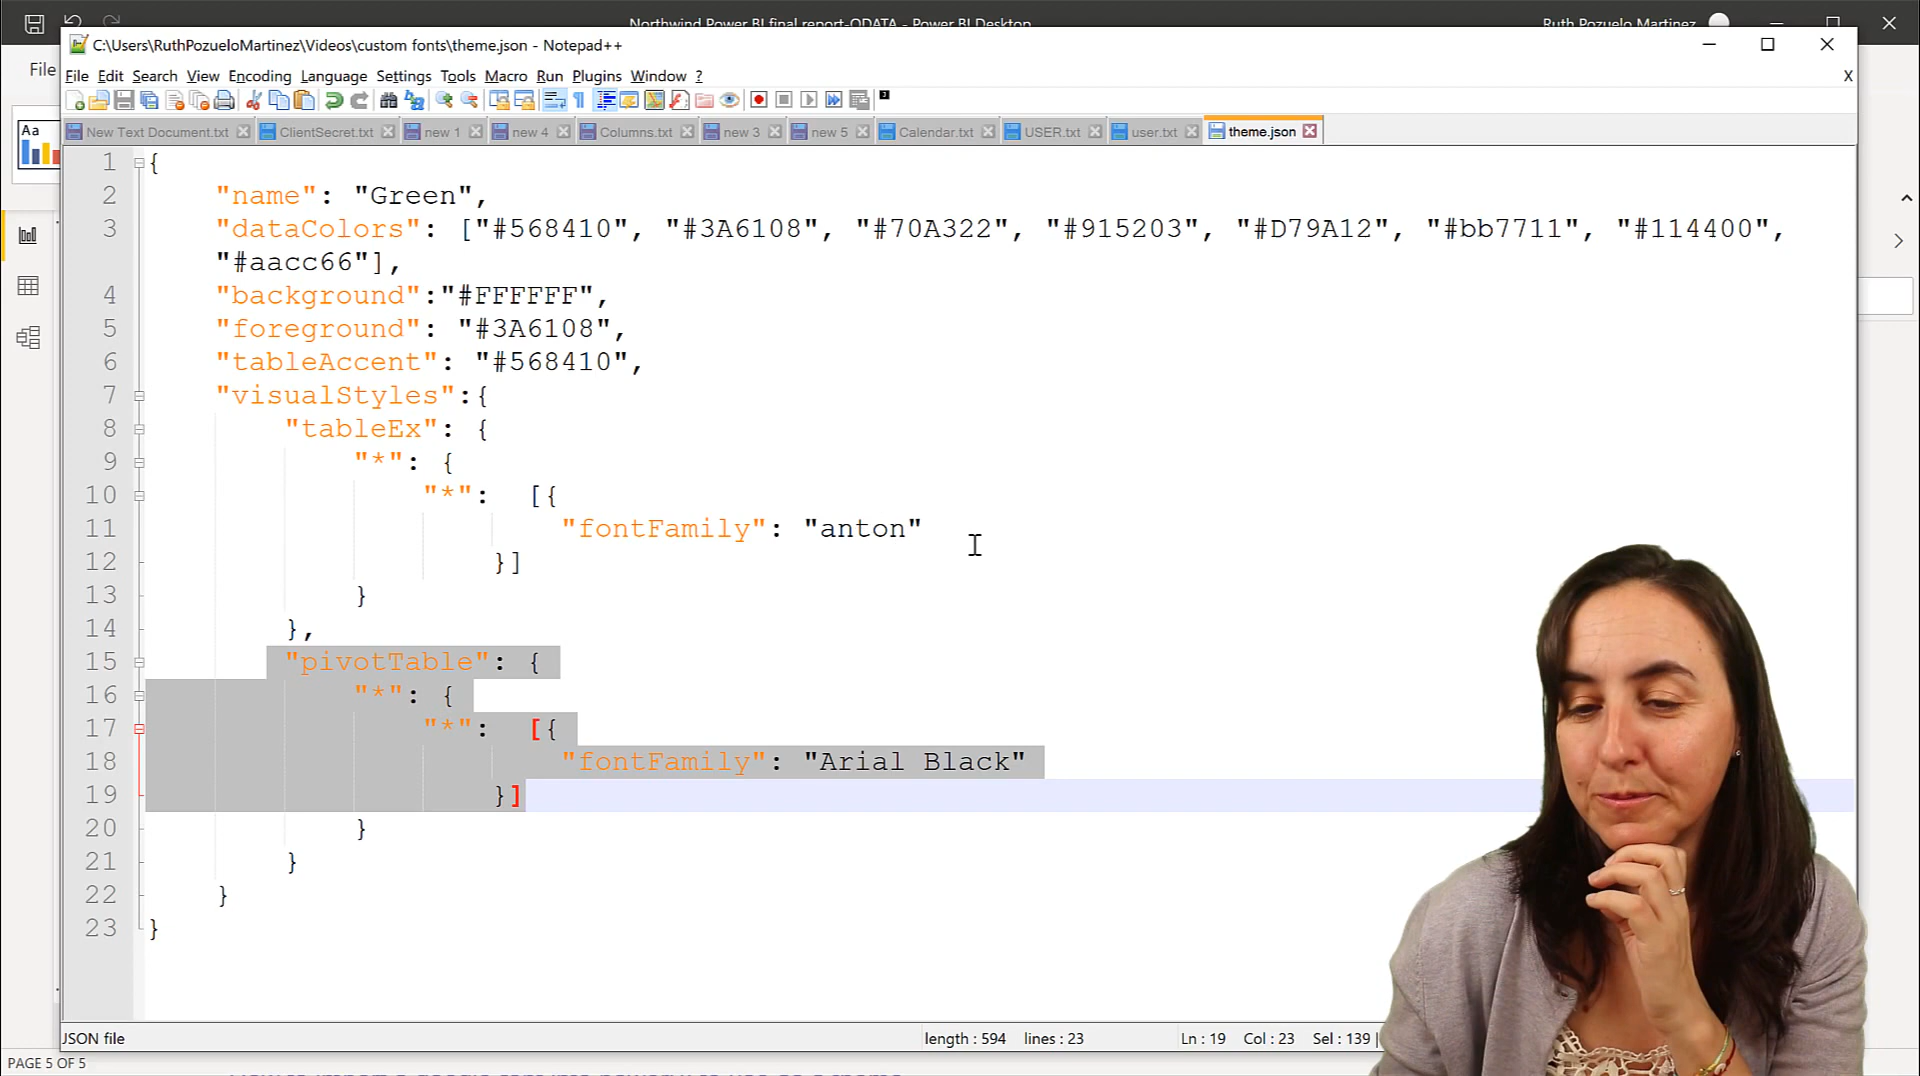 Northwind Power BI final report-ODATA - Power BI Desktop
Ruth Pozuelo Martinez
C:\Users\RuthPozueloMartinez\Videos\custom fonts\theme.json - Notepad++
File
File Edit Search View Encoding Language Settings Tools Macro Run Plugins Window ?
X
Aa
New Text Document.txt ClientSecret.txt new 1 new 4 Columns.txt new 3 new 5 Calendar.txt USER.txt user.txt theme.json
1 {
2 "name": "Green",
3 "dataColors": ["#568410", "#3A6108", "#70A322", "#915203", "#D79A12", "#bb7711", "#114400",
"#aacc66"],
4 "background":"#FFFFFF",
5 "foreground": "#3A6108",
6 "tableAccent": "#568410",
7 "visualStyles":{
8 "tableEx": {
9 "*": {
10 "*": [{
11 "fontFamily": "anton"
12 }]
13 }
14 },
15 "pivotTable": {
16 "*": {
17 "*": [{
18 "fontFamily": "Arial Black"
19 }]
20 }
21 }
22 }
23 }
JSON file length : 594 lines : 23 Ln : 19 Col : 23 Sel : 139 |
PAGE 5 OF 5